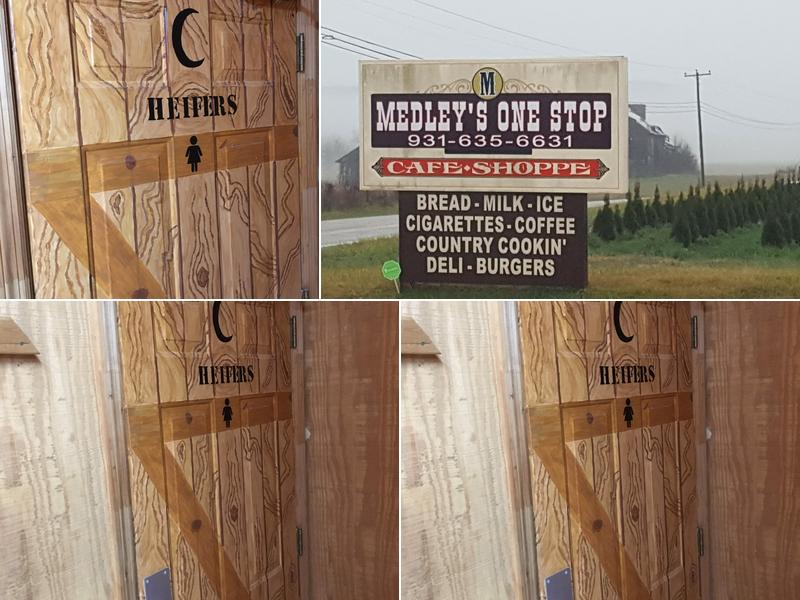 HEIFERS
M
MEDLEY'S ONE STOP
931-635-6631
CAFE SHOPPE
BREAD - MILK - ICE
CIGARETTES - COFFEE
COUNTRY COOKIN'
DELI - BURGERS
HEIFERS
HEIFERS